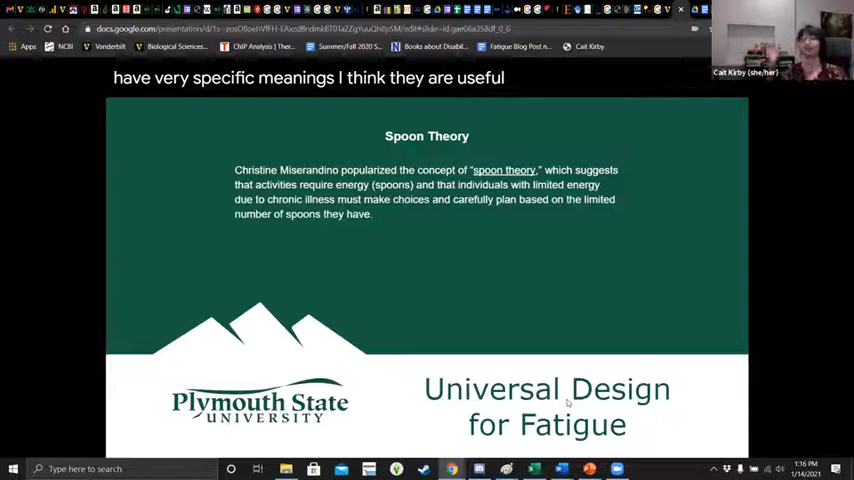 docs.google.com/presentation/d/
Apps
NCBI
Vanderbilt
Biological Sciences...
ChIP Analysis | Ther...
Summer/Fall 2020 S...
Books about Disabil...
Fatigue Blog Post n...
Cait Kirby
Cait Kirby (she/her)
have very specific meanings I think they are useful
Spoon Theory
Christine Miserandino popularized the concept of “spoon theory,” which suggests
that activities require energy (spoons) and that individuals with limited energy
due to chronic illness must make choices and carefully plan based on the limited
number of spoons they have.
Plymouth State
UNIVERSITY
Universal Design
for Fatigue
Type here to search
1:16 PM
1/14/2021